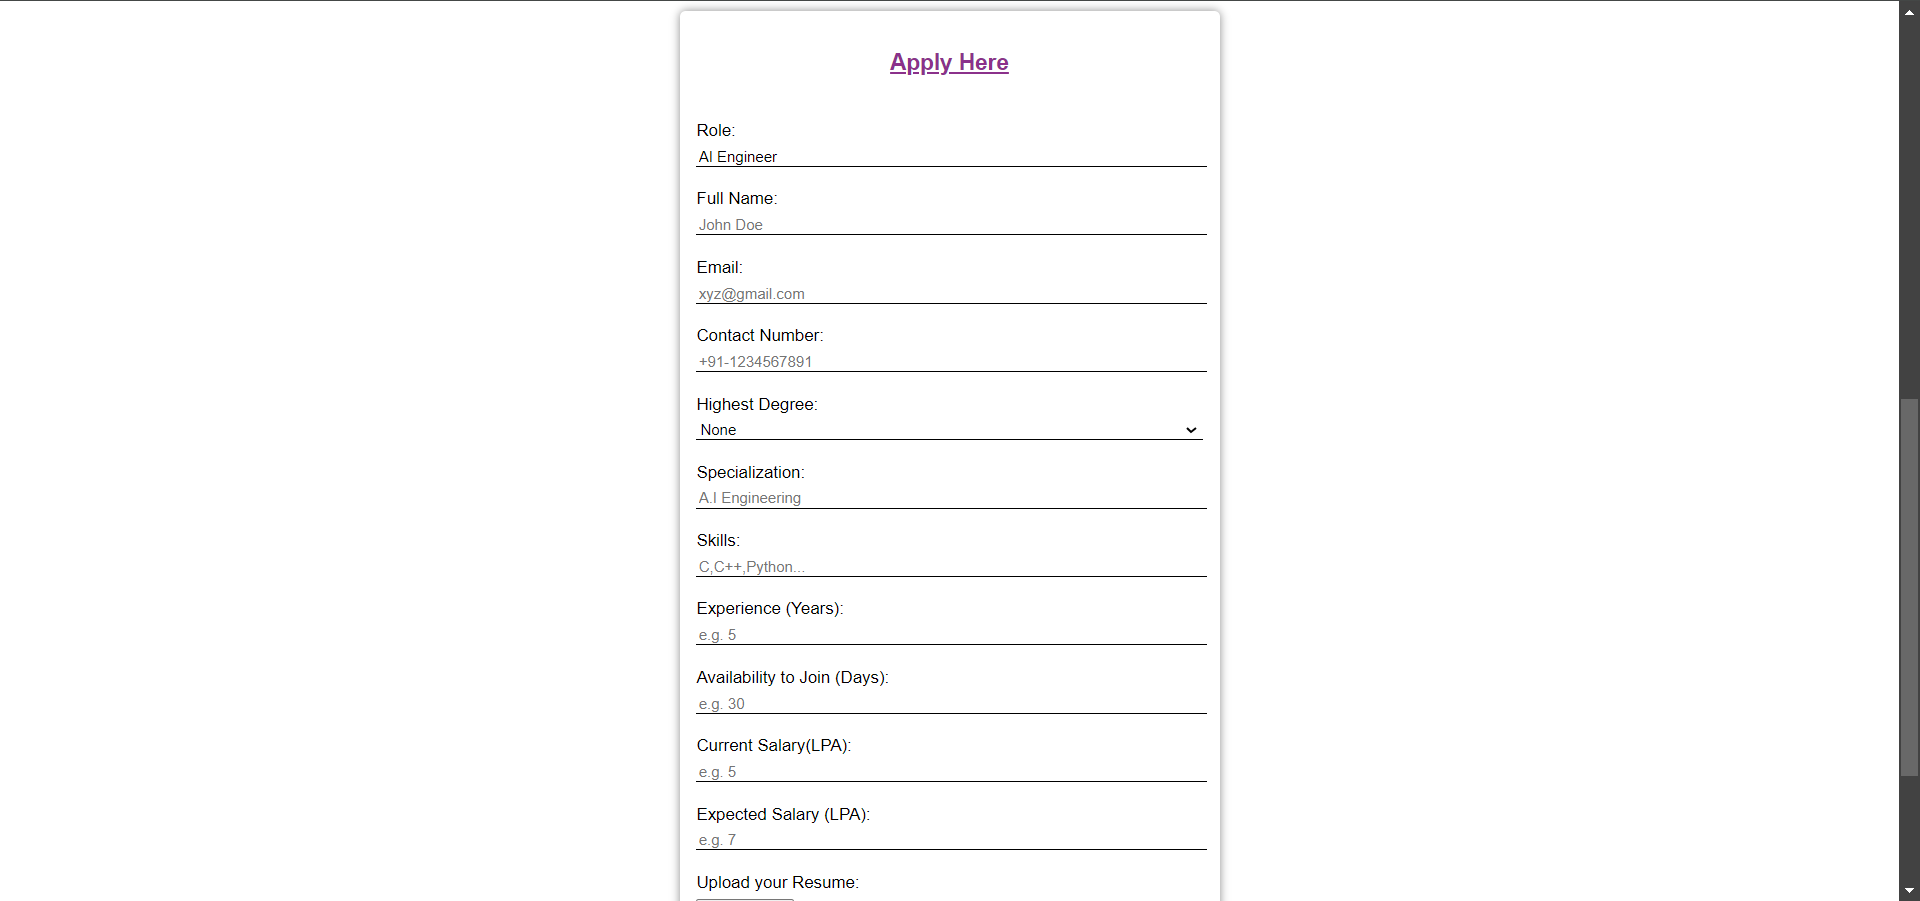 Apply Here
Role:
AI Engineer
Full Name:
John Doe
Email:
xyz@gmail.com
Contact Number:
+91-1234567891
Highest Degree:
None
Specialization:
A.I Engineering
Skills:
C,C++,Python...
Experience (Years):
e.g. 5
Availability to Join (Days):
e.g. 30
Current Salary(LPA):
e.g. 5
Expected Salary (LPA):
e.g. 7
Upload your Resume: